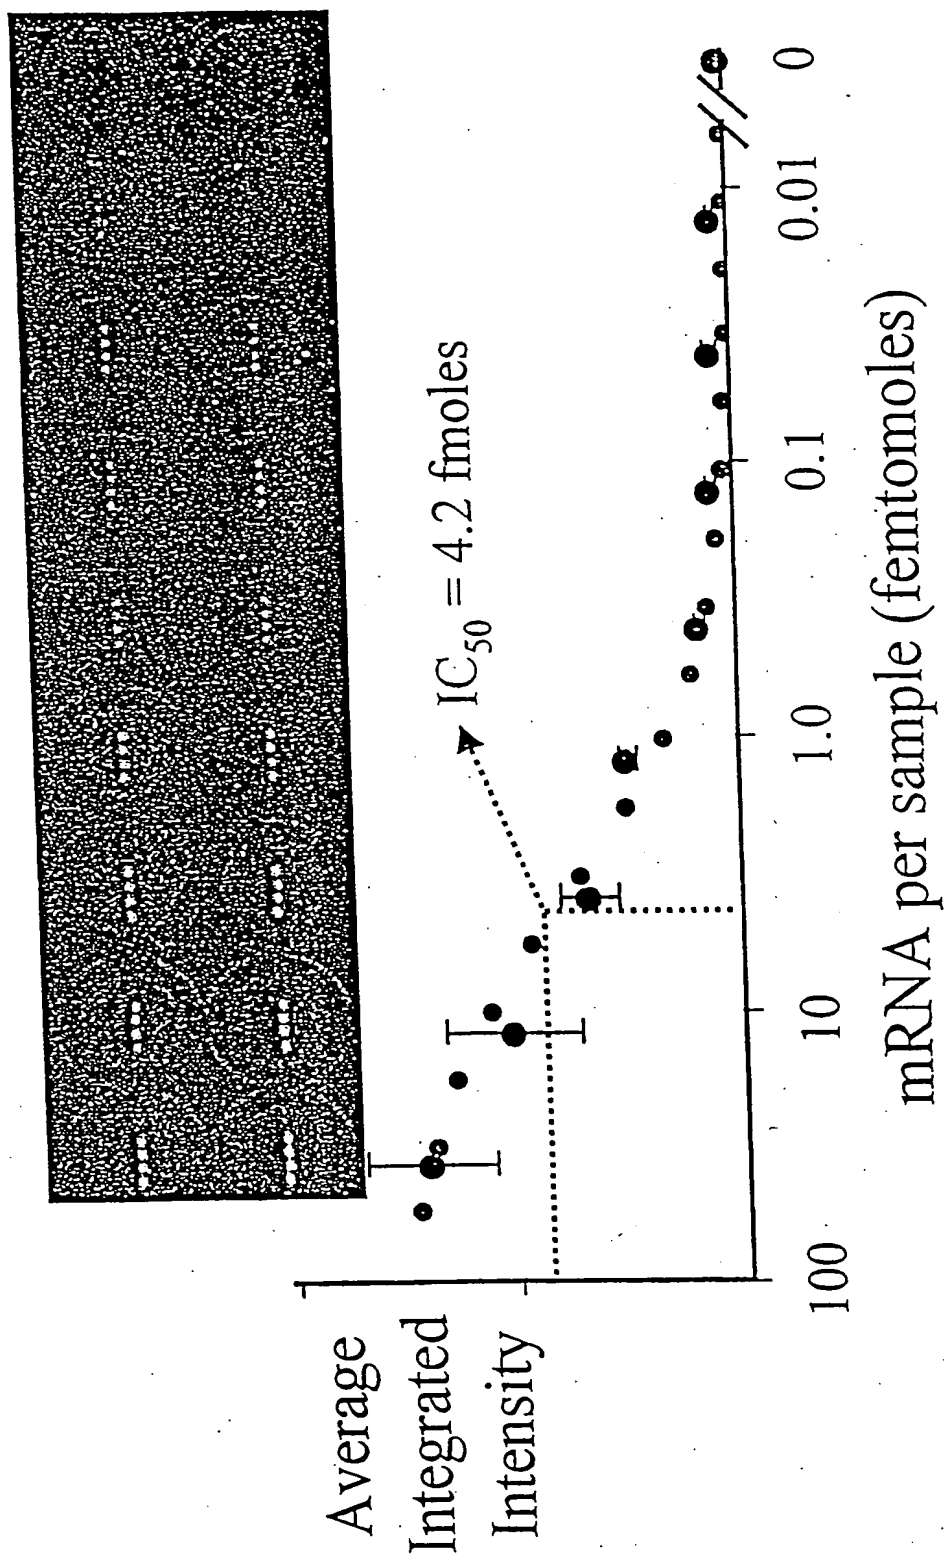 Average
Integrated
Intensity
IC50 = 4.2 fmoles
100
10
1.0
0.1
0.01
0
mRNA per sample (femtomoles)